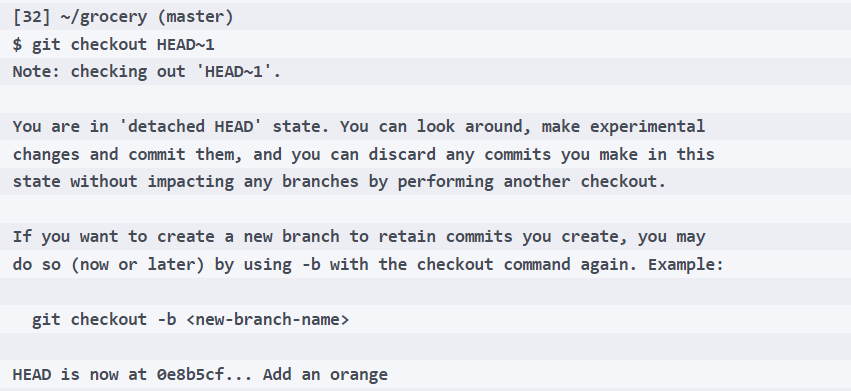 [32] ~/grocery (master)
$ git checkout HEAD~1
Note: checking out 'HEAD~1'.
You are in 'detached HEAD' state. You can look around, make experimental
changes and commit them, and you can discard any commits you make in this
state without impacting any branches by performing another checkout.
If you want to create a new branch to retain commits you create, you may
do so (now or later) by using -b with the checkout command again. Example:
git checkout -b <new-branch-name>
HEAD is now at 0e8b5cf... Add an orange